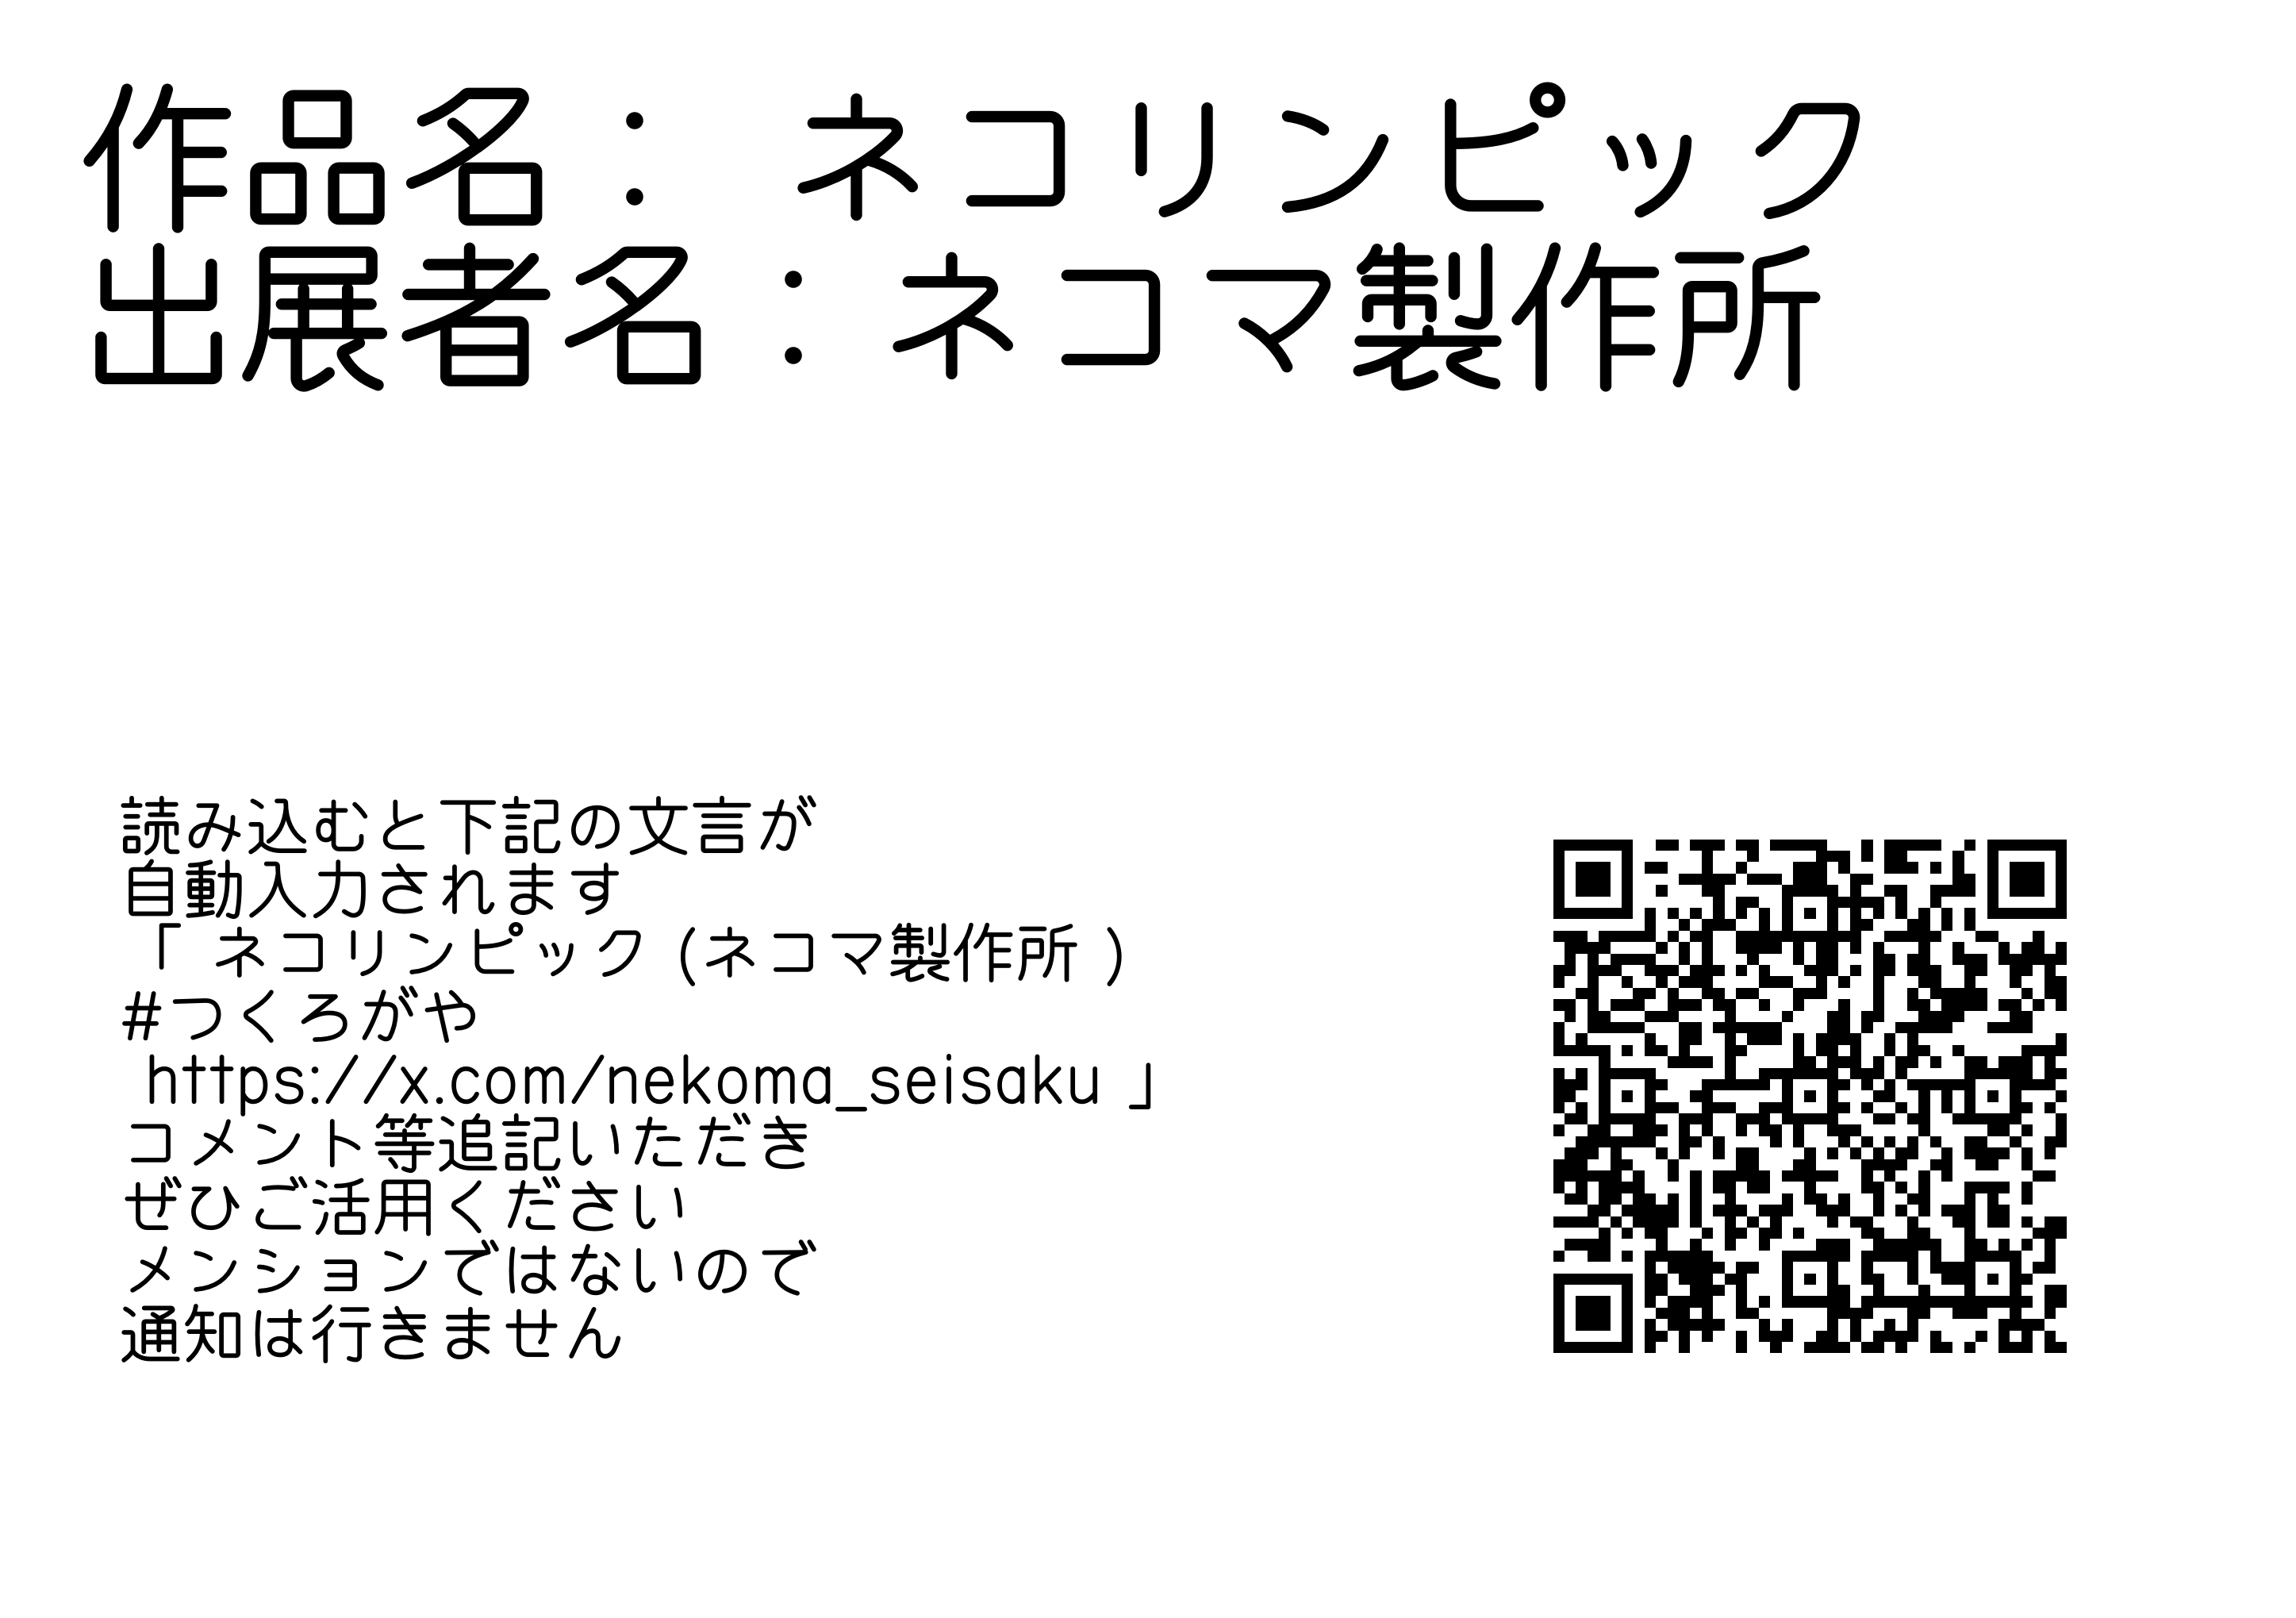 作品名： ネコリンピック
出展者名：ネコマ製作所
読み込むと下記の文言が
自動入力されます
「ネコリンピック（ネコマ製作所）
#つくろがや
https://x.com/nekoma_seisaku」
コメント等追記いただき
ぜひご活用ください
メンションではないので
通知は行きません